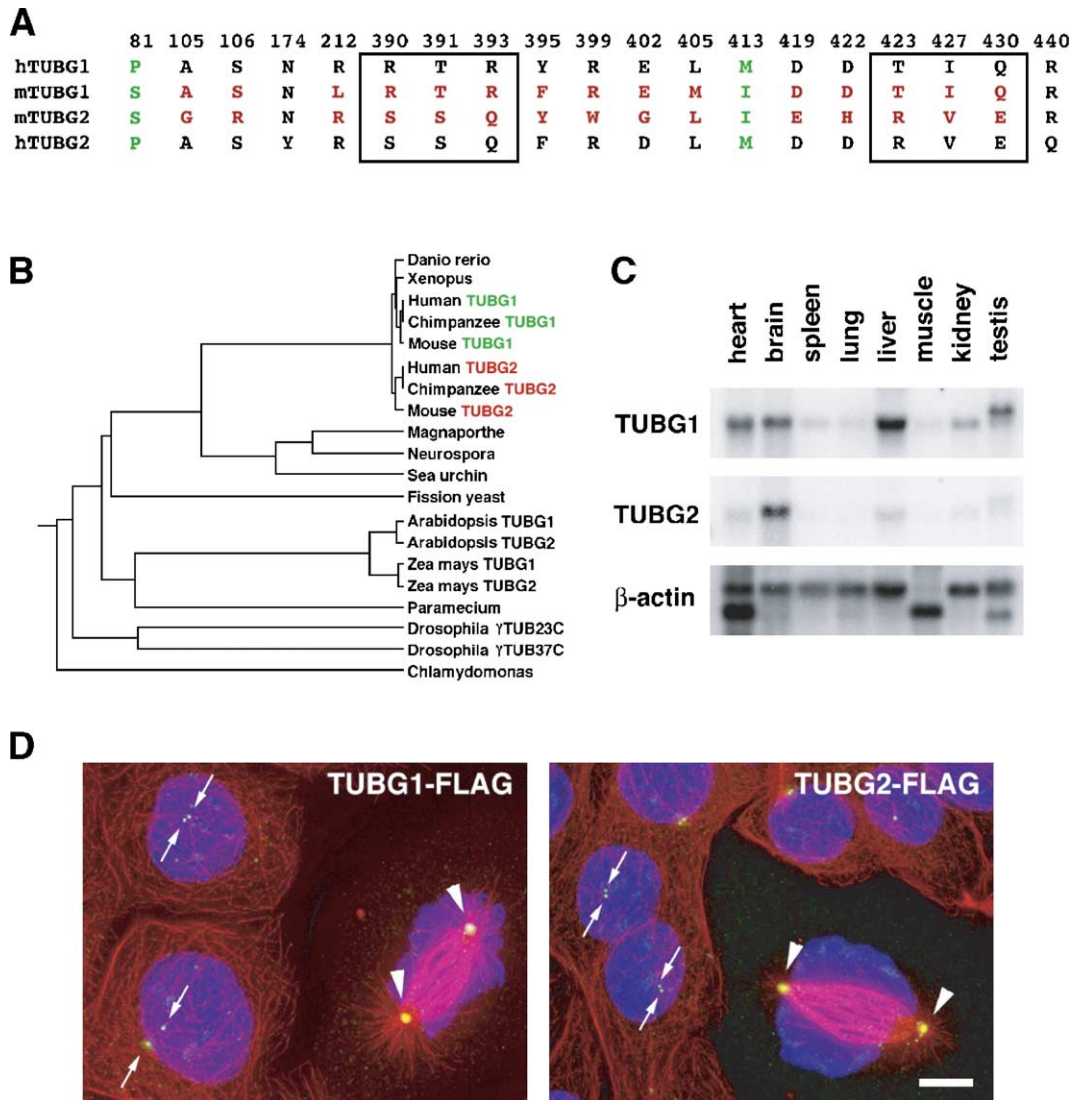 A
81 105 106 174 212 390 391 393 395 399 402 405 413 419 422 423 427 430 440
hTUBG1 P A S N R R T R Y R E L M D D T I Q R
mTUBG1 S A S N L R T R F R E M I D D T I Q R
mTUBG2 S G R N R S S Q Y W G L I E H R V E R
hTUBG2 P A S Y R S S Q F R D L M D D R V E Q
B
Danio rerio
Xenopus
Human TUBG1
Chimpanzee TUBG1
Mouse TUBG1
Human TUBG2
Chimpanzee TUBG2
Mouse TUBG2
Magnaporthe
Neurospora
Sea urchin
Fission yeast
Arabidopsis TUBG1
Arabidopsis TUBG2
Zea mays TUBG1
Zea mays TUBG2
Paramecium
Drosophila γTUB23C
Drosophila γTUB37C
Chlamydomonas
C
heart brain spleen lung liver muscle kidney testis
TUBG1
TUBG2
β-actin
D
TUBG1-FLAG
TUBG2-FLAG